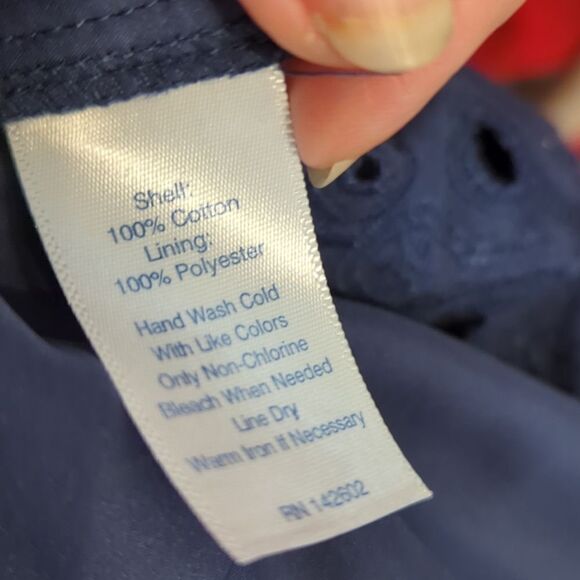 Shell:
100% Cotton
Lining:
100% Polyester
Hand Wash Cold
With Like Colors
Only Non-Chlorine
Bleach When Needed
Line Dry
Warm Iron If Necessary
RN 142602